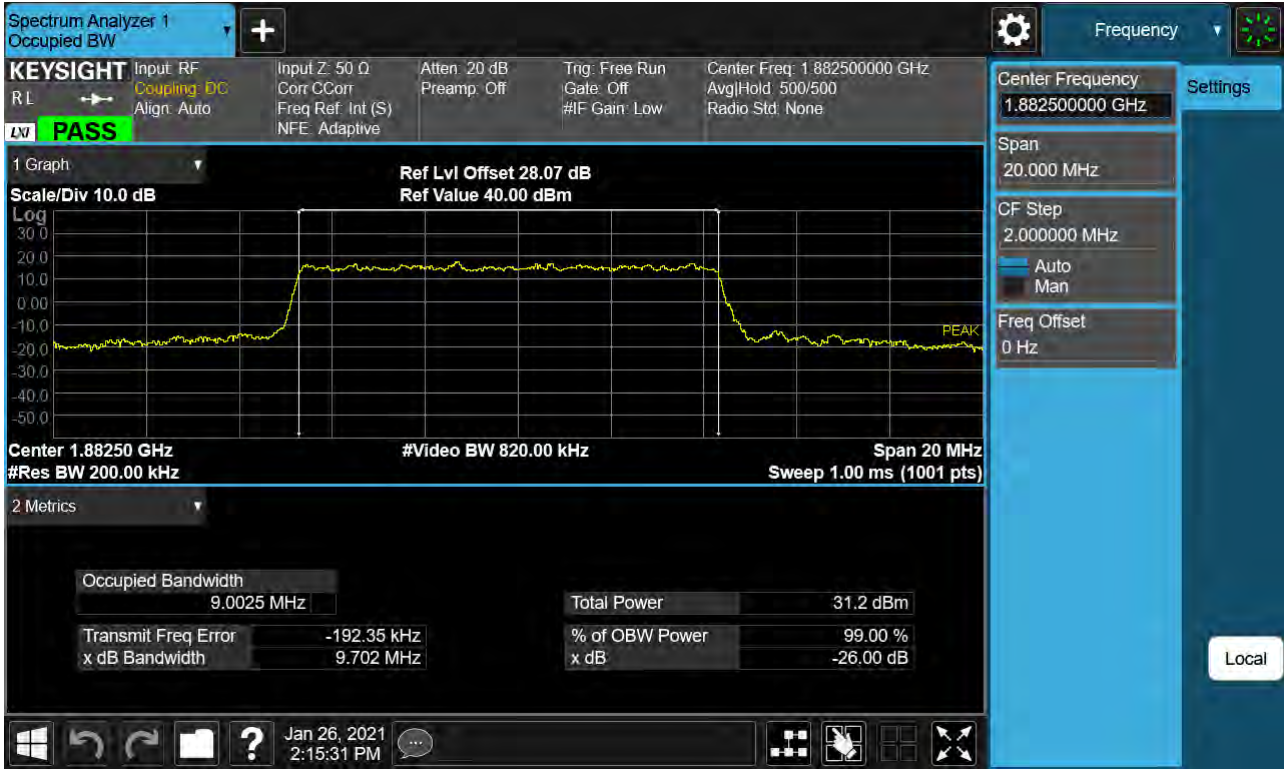 Spectrum Analyzer 1
Occupied BW
Frequency
KEYSIGHT
R L
LXI PASS
Input: RF
Coupling: DC
Align: Auto
Input Z: 50 Ω
Corr CCorr
Freq Ref: Int (S)
NFE: Adaptive
Atten: 20 dB
Preamp: Off
Trig: Free Run
Gate: Off
#IF Gain: Low
Center Freq: 1.882500000 GHz
Avg|Hold: 500/500
Radio Std: None
Center Frequency
1.882500000 GHz
Settings
Span
20.000 MHz
CF Step
2.000000 MHz
Auto
Man
Freq Offset
0 Hz
Local
1 Graph
Scale/Div 10.0 dB
Ref Lvl Offset 28.07 dB
Ref Value 40.00 dBm
Log
30.0
20.0
10.0
0.00
-10.0
-20.0
-30.0
-40.0
-50.0
PEAK
Center 1.88250 GHz
#Video BW 820.00 kHz
Span 20 MHz
#Res BW 200.00 kHz
Sweep 1.00 ms (1001 pts)
2 Metrics
Occupied Bandwidth
9.0025 MHz
Total Power 31.2 dBm
Transmit Freq Error -192.35 kHz
% of OBW Power 99.00 %
x dB Bandwidth 9.702 MHz
x dB -26.00 dB
?
Jan 26, 2021
2:15:31 PM